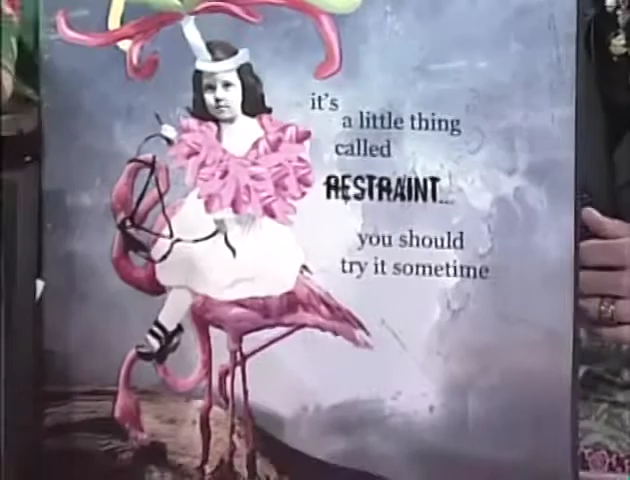 it's
a little thing
called
RESTRAINT...
you should
try it sometime